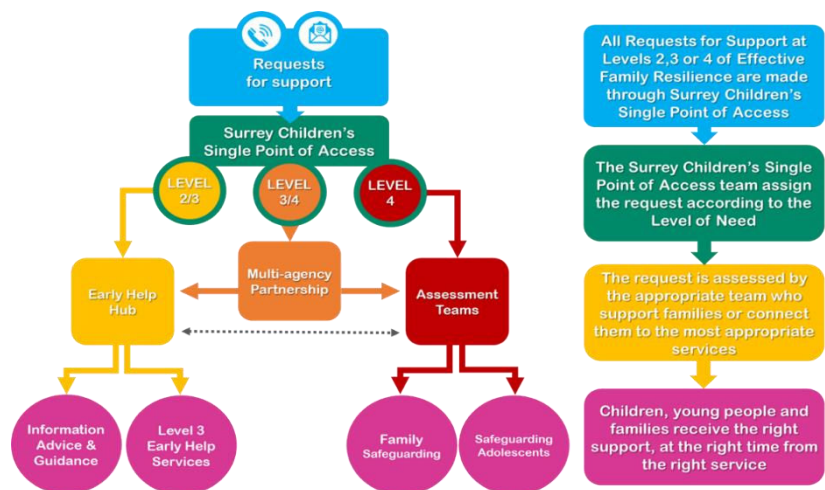 Requests
for support
Surrey Children's
Single Point of Access
LEVEL
2/3
LEVEL
3/4
LEVEL
4
Early Help
Hub
Multi-agency
Partnership
Assessment
Teams
Information
Advice &
Guidance
Level 3
Early Help
Services
Family
Safeguarding
Safeguarding
Adolescents
All Requests for Support at
Levels 2,3 or 4 of Effective
Family Resilience are made
through Surrey Children's
Single Point of Access
The Surrey Children's Single
Point of Access team assign
the request according to the
Level of Need
The request is assessed by
the appropriate team who
support families or connect
them to the most appropriate
services
Children, young people and
families receive the right
support, at the right time from
the right service